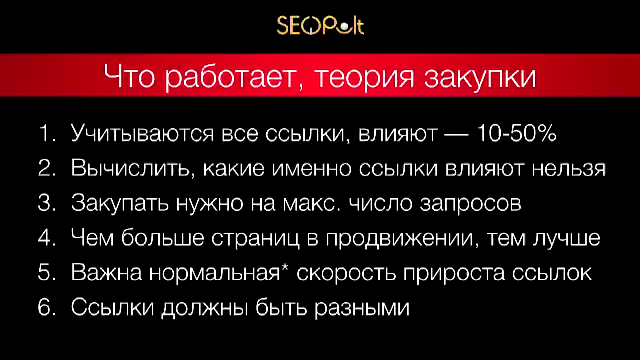 SEOPult
Что работает, теория закупки
1. Учитываются все ссылки, влияют — 10-50%
2. Вычислить, какие именно ссылки влияют нельзя
3. Закупать нужно на макс. число запросов
4. Чем больше страниц в продвижении, тем лучше
5. Важна нормальная* скорость прироста ссылок
6. Ссылки должны быть разными